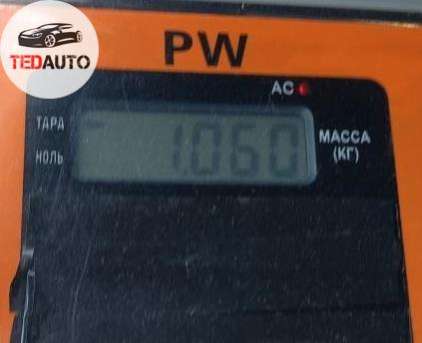 TEDAUTO
PW
AC
ТАРА
НОЛЬ
1.060
МАССА
(КГ)